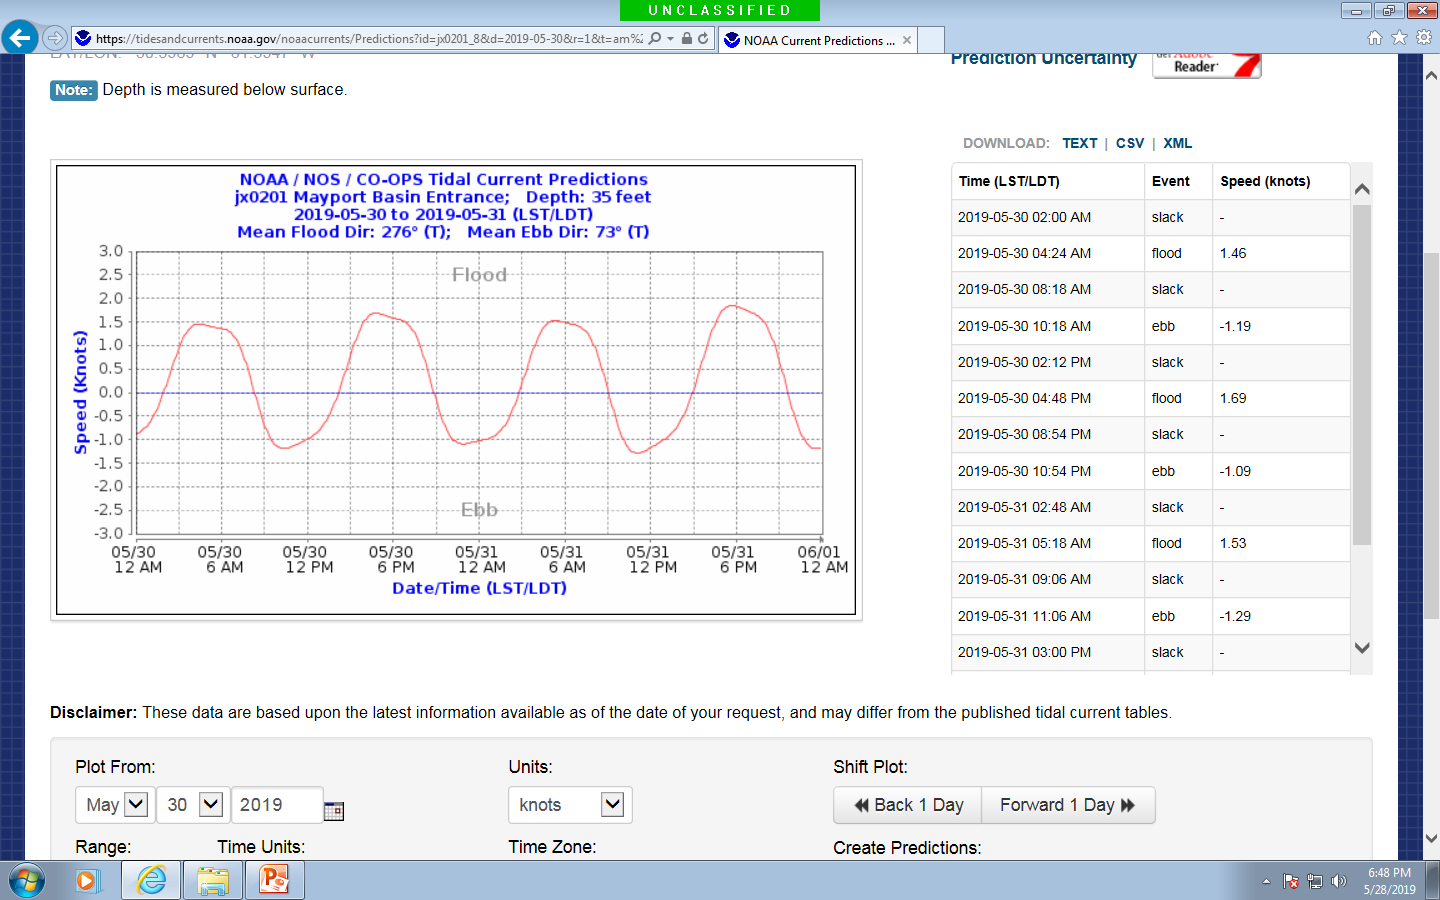 UNCLASSIFIED
https://tidesandcurrents.noaa.gov/noaacurrents/Predictions?id=jx0201_8&d=2019-05-30&r=1&t=am%2
NOAA Current Predictions ...
Prediction Uncertainty
get Adobe
Reader
Note: Depth is measured below surface.
DOWNLOAD: TEXT | CSV | XML
NOAA / NOS / CO-OPS Tidal Current Predictions
jx0201 Mayport Basin Entrance; Depth: 35 feet
2019-05-30 to 2019-05-31 (LST/LDT)
Mean Flood Dir: 276° (T); Mean Ebb Dir: 73° (T)
Flood
Ebb
Speed (Knots)
3.0
2.5
2.0
1.5
1.0
0.5
0.0
-0.5
-1.0
-1.5
-2.0
-2.5
-3.0
05/30 05/30 05/30 05/30 05/31 05/31 05/31 05/31 06/01
12 AM 6 AM 12 PM 6 PM 12 AM 6 AM 12 PM 6 PM 12 AM
Date/Time (LST/LDT)
Time (LST/LDT) Event Speed (knots)
2019-05-30 02:00 AM slack -
2019-05-30 04:24 AM flood 1.46
2019-05-30 08:18 AM slack -
2019-05-30 10:18 AM ebb -1.19
2019-05-30 02:12 PM slack -
2019-05-30 04:48 PM flood 1.69
2019-05-30 08:54 PM slack -
2019-05-30 10:54 PM ebb -1.09
2019-05-31 02:48 AM slack -
2019-05-31 05:18 AM flood 1.53
2019-05-31 09:06 AM slack -
2019-05-31 11:06 AM ebb -1.29
2019-05-31 03:00 PM slack -
Disclaimer: These data are based upon the latest information available as of the date of your request, and may differ from the published tidal current tables.
Plot From: Units: Shift Plot:
May 30 2019 knots Back 1 Day Forward 1 Day
Range: Time Units: Time Zone: Create Predictions:
6:48 PM
5/28/2019